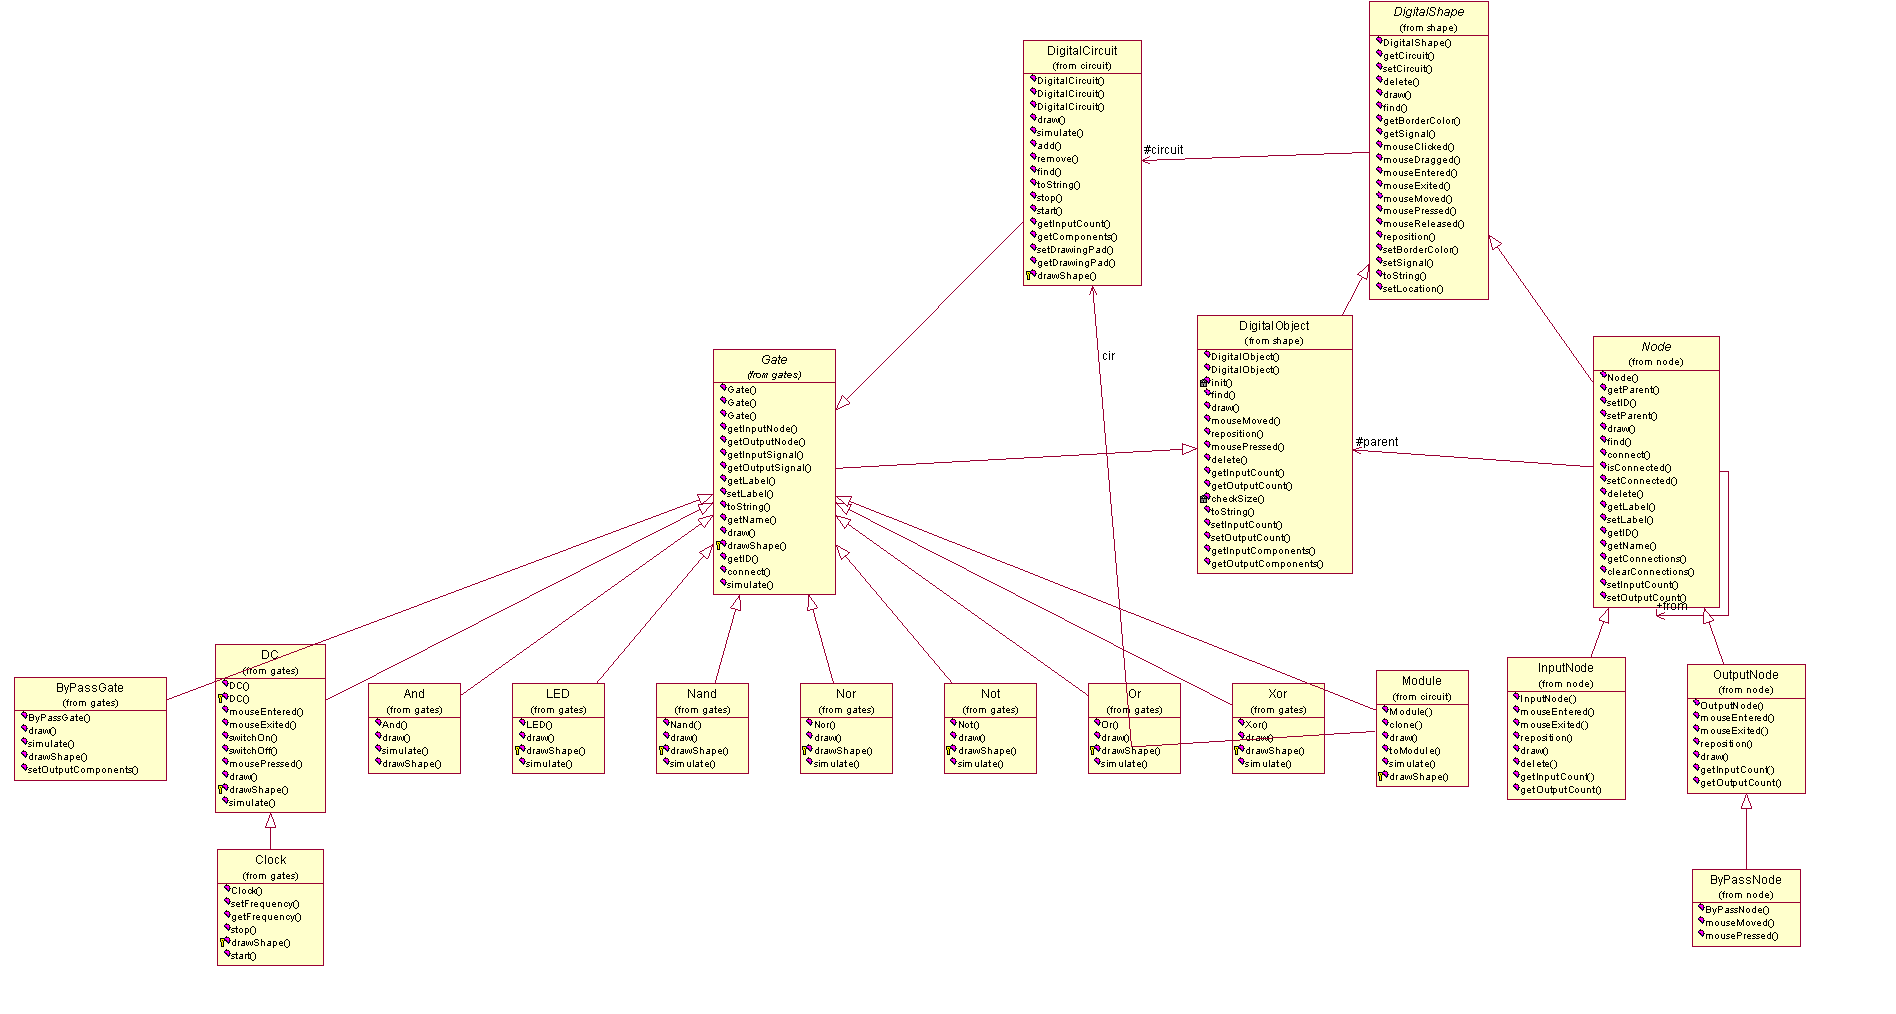 DigitalShape
(from shape)
DigitalShape()
getCircuit()
setCircuit()
delete()
draw()
find()
getBorderColor()
getSignal()
mouseClicked()
mouseDragged()
mouseEntered()
mouseExited()
mouseMoved()
mousePressed()
mouseReleased()
reposition()
setBorderColor()
setSignal()
toString()
setLocation()
DigitalCircuit
(from circuit)
DigitalCircuit()
DigitalCircuit()
DigitalCircuit()
draw()
simulate()
add()
remove()
find()
toString()
stop()
start()
getInputCount()
getComponents()
setDrawingPad()
getDrawingPad()
drawShape()
#circuit
cir
DigitalObject
(from shape)
DigitalObject()
DigitalObject()
init()
find()
draw()
mouseMoved()
reposition()
mousePressed()
delete()
getInputCount()
getOutputCount()
checkSize()
toString()
setInputCount()
setOutputCount()
getInputComponents()
getOutputComponents()
#parent
Node
(from node)
Node()
getParent()
setID()
setParent()
draw()
find()
connect()
isConnected()
setConnected()
delete()
getLabel()
setLabel()
getID()
getName()
getConnections()
clearConnections()
setInputCount()
setOutputCount()
+from
Gate
(from gates)
Gate()
Gate()
Gate()
getInputNode()
getOutputNode()
getInputSignal()
getOutputSignal()
getLabel()
setLabel()
toString()
getName()
draw()
drawShape()
getID()
connect()
simulate()
ByPassGate
(from gates)
ByPassGate()
draw()
simulate()
drawShape()
setOutputComponents()
DC
(from gates)
DC()
DC()
mouseEntered()
mouseExited()
switchOn()
switchOff()
mousePressed()
draw()
drawShape()
simulate()
And
(from gates)
And()
draw()
simulate()
drawShape()
LED
(from gates)
LED()
draw()
drawShape()
simulate()
Nand
(from gates)
Nand()
draw()
drawShape()
simulate()
Nor
(from gates)
Nor()
draw()
drawShape()
simulate()
Not
(from gates)
Not()
draw()
drawShape()
simulate()
Or
(from gates)
Or()
draw()
drawShape()
simulate()
Xor
(from gates)
Xor()
draw()
drawShape()
simulate()
Module
(from circuit)
Module()
clone()
draw()
toModule()
simulate()
drawShape()
InputNode
(from node)
InputNode()
mouseEntered()
mouseExited()
reposition()
draw()
delete()
getInputCount()
getOutputCount()
OutputNode
(from node)
OutputNode()
mouseEntered()
mouseExited()
reposition()
draw()
getInputCount()
getOutputCount()
Clock
(from gates)
Clock()
setFrequency()
getFrequency()
stop()
drawShape()
start()
ByPassNode
(from node)
ByPassNode()
mouseMoved()
mousePressed()